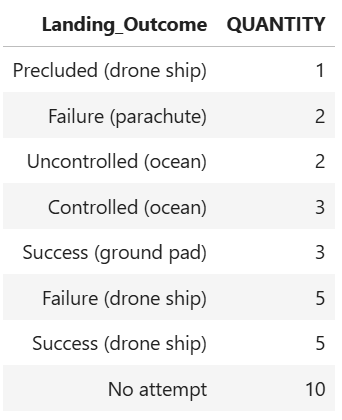 Landing_Outcome QUANTITY
Precluded (drone ship) 1
Failure (parachute) 2
Uncontrolled (ocean) 2
Controlled (ocean) 3
Success (ground pad) 3
Failure (drone ship) 5
Success (drone ship) 5
No attempt 10